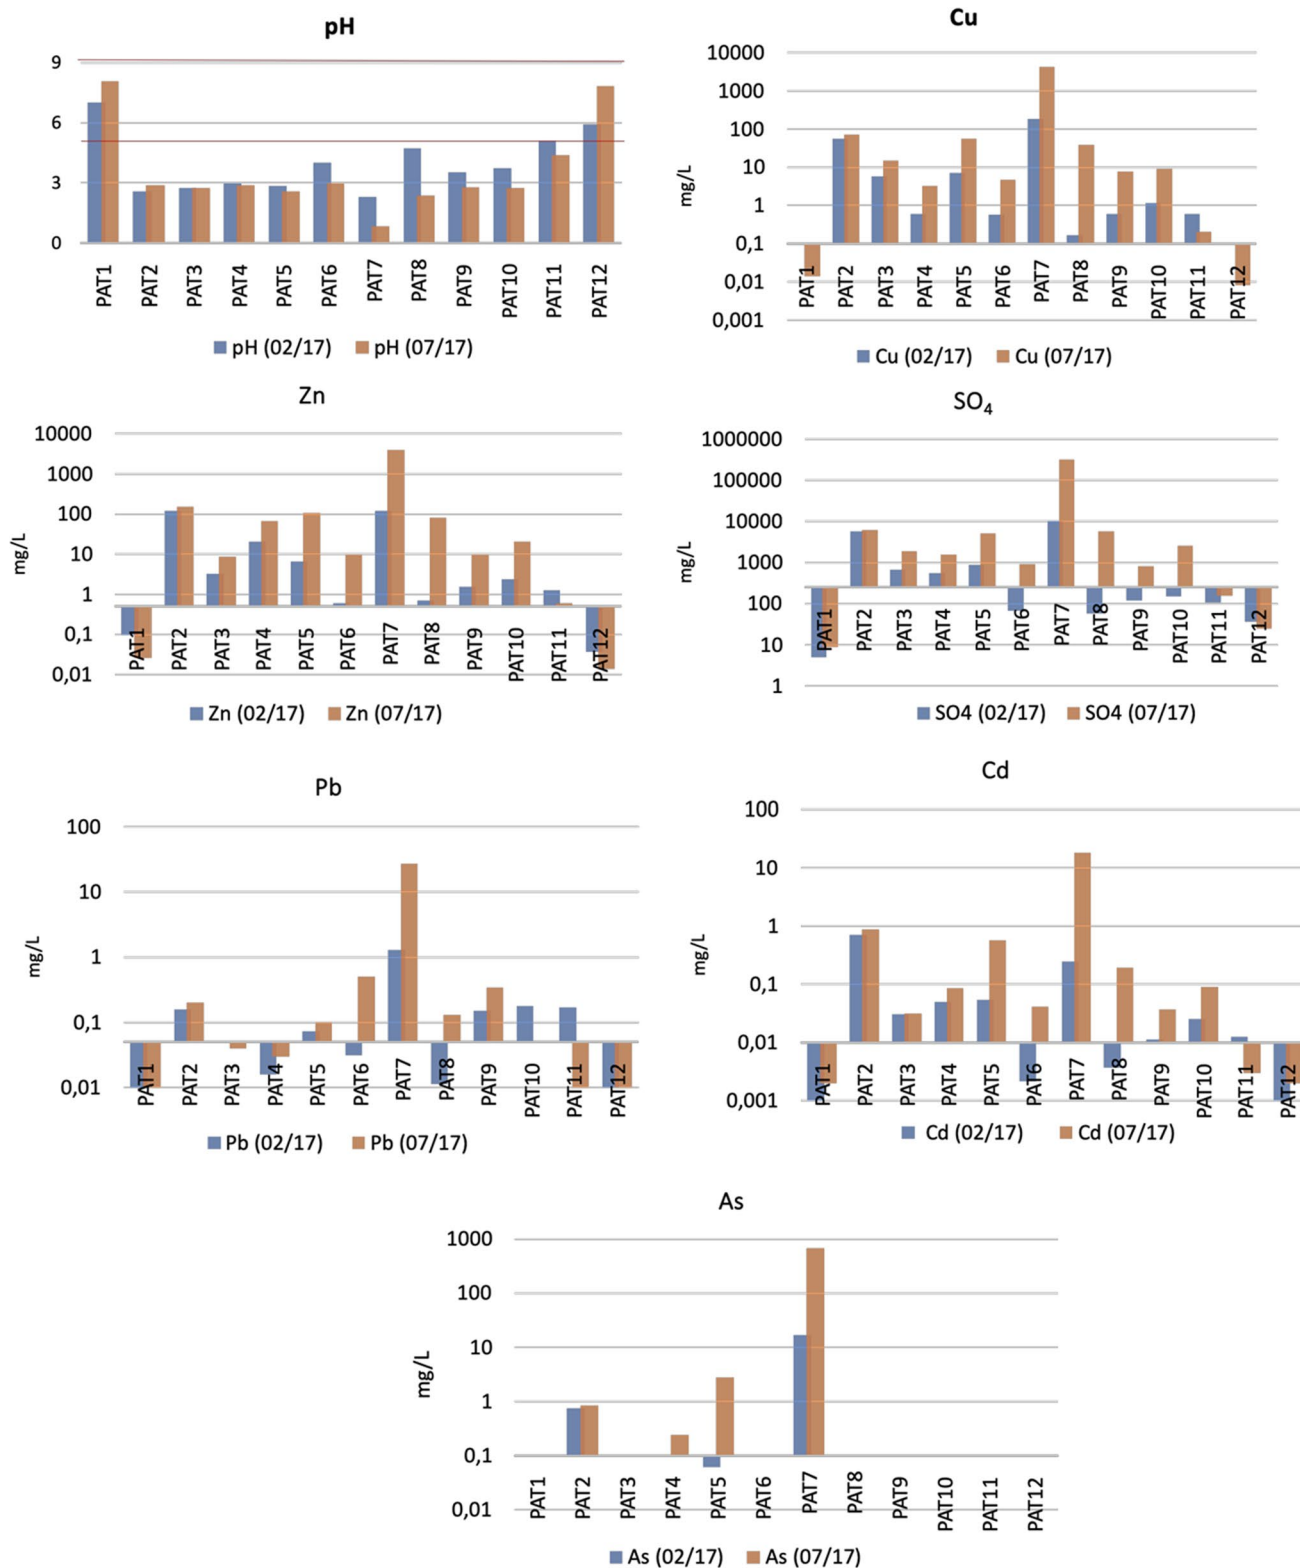 pH
9
6
3
0
PAT1 PAT2 PAT3 PAT4 PAT5 PAT6 PAT7 PAT8 PAT9 PAT10 PAT11 PAT12
pH (02/17) pH (07/17)
Cu
mg/L
10000
1000
100
10
1
0,1
0,01
0,001
PAT1 PAT2 PAT3 PAT4 PAT5 PAT6 PAT7 PAT8 PAT9 PAT10 PAT11 PAT12
Cu (02/17) Cu (07/17)
Zn
mg/L
10000
1000
100
10
1
0,1
0,01
PAT1 PAT2 PAT3 PAT4 PAT5 PAT6 PAT7 PAT8 PAT9 PAT10 PAT11 PAT12
Zn (02/17) Zn (07/17)
SO4
mg/L
1000000
100000
10000
1000
100
10
1
PAT1 PAT2 PAT3 PAT4 PAT5 PAT6 PAT7 PAT8 PAT9 PAT10 PAT11 PAT12
SO4 (02/17) SO4 (07/17)
Pb
mg/L
100
10
1
0,1
0,01
PAT1 PAT2 PAT3 PAT4 PAT5 PAT6 PAT7 PAT8 PAT9 PAT10 PAT11 PAT12
Pb (02/17) Pb (07/17)
Cd
mg/L
100
10
1
0,1
0,01
0,001
PAT1 PAT2 PAT3 PAT4 PAT5 PAT6 PAT7 PAT8 PAT9 PAT10 PAT11 PAT12
Cd (02/17) Cd (07/17)
As
mg/L
1000
100
10
1
0,1
0,01
PAT1 PAT2 PAT3 PAT4 PAT5 PAT6 PAT7 PAT8 PAT9 PAT10 PAT11 PAT12
As (02/17) As (07/17)